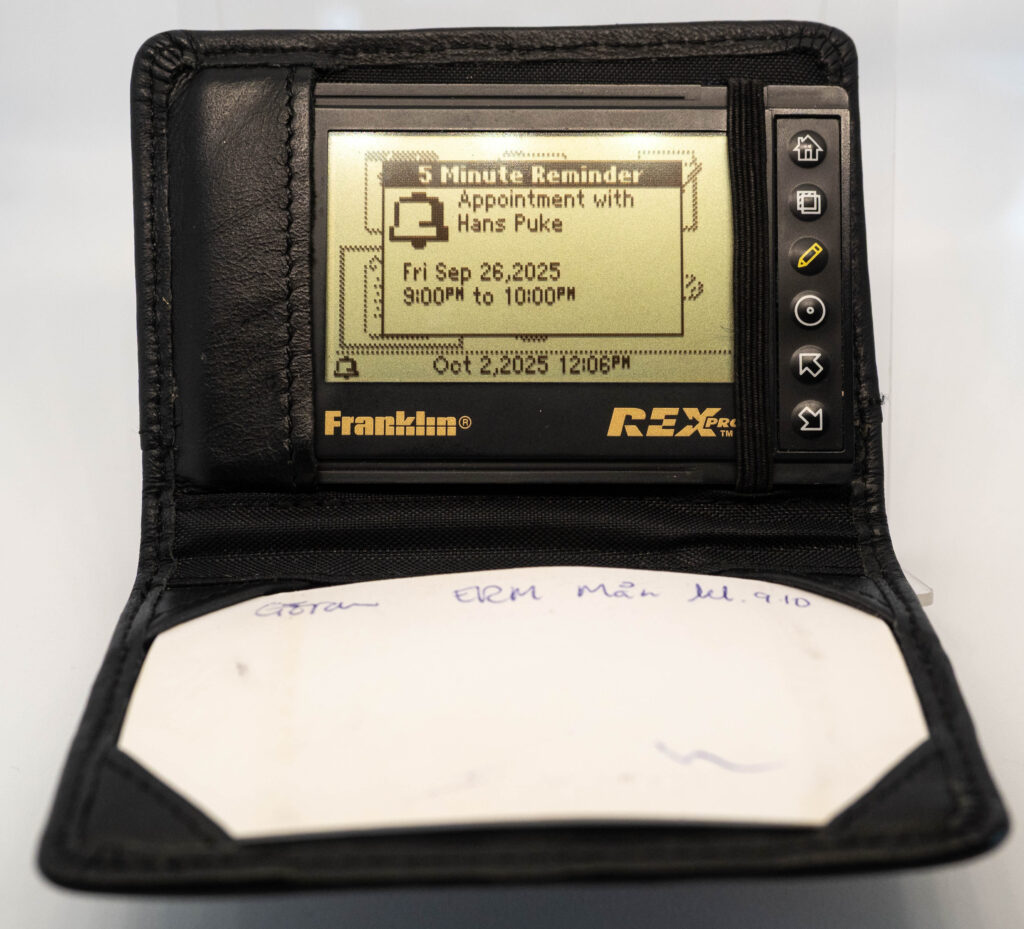 5 Minute Reminder
Appointment with
Hans Puke
Fri Sep 26,2025
9:00PM to 10:00PM
Oct 2,2025 12:06PM
Franklin®
REX PRO™
ERM Mån kl. 9.10